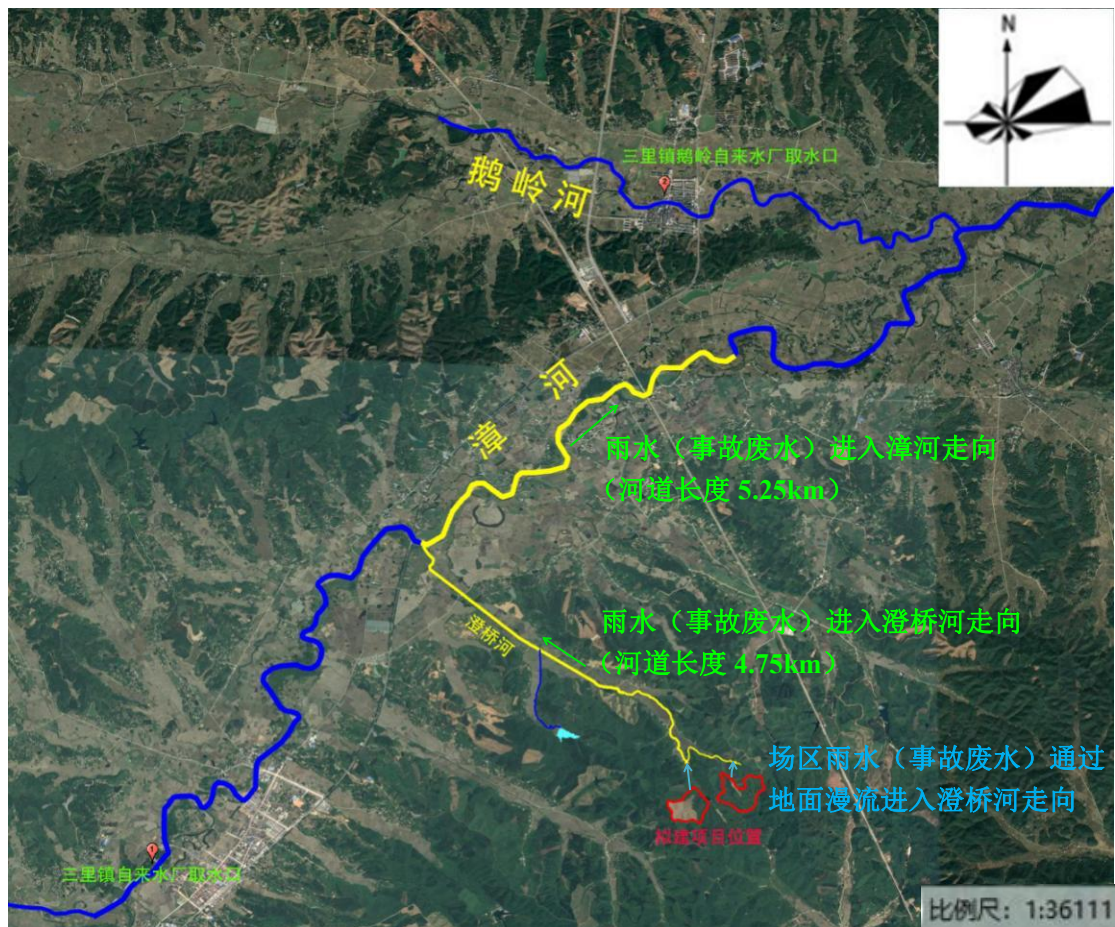 N
三里镇鹅岭自来水厂取水口
2
鹅岭河
漳河
雨水（事故废水）进入漳河走向
（河道长度 5.25km）
雨水（事故废水）进入澄桥河走向
（河道长度 4.75km）
澄桥河
场区雨水（事故废水）通过
地面漫流进入澄桥河走向
拟建项目位置
1
三里镇自来水厂取水口
比例尺：1:36111